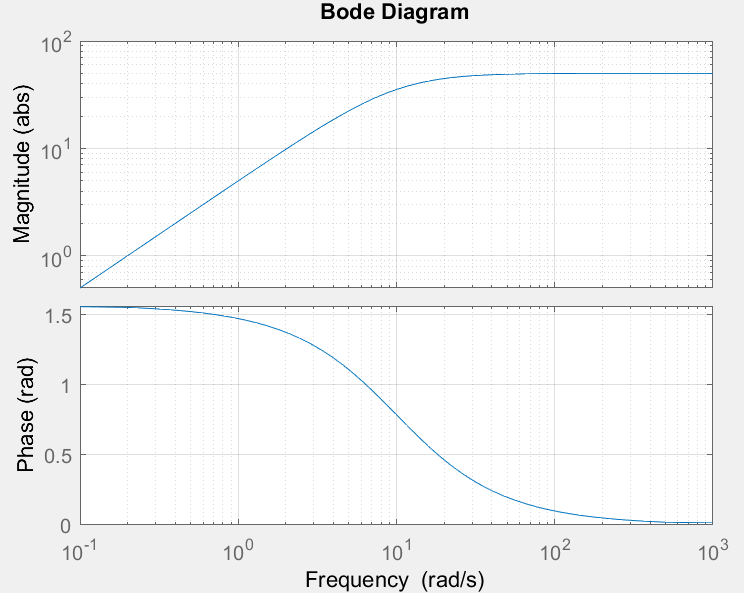 Bode Diagram
Magnitude (abs)
10^2
10^1
10^0
Phase (rad)
1.5
1
0.5
0
10^-1 10^0 10^1 10^2 10^3
Frequency (rad/s)